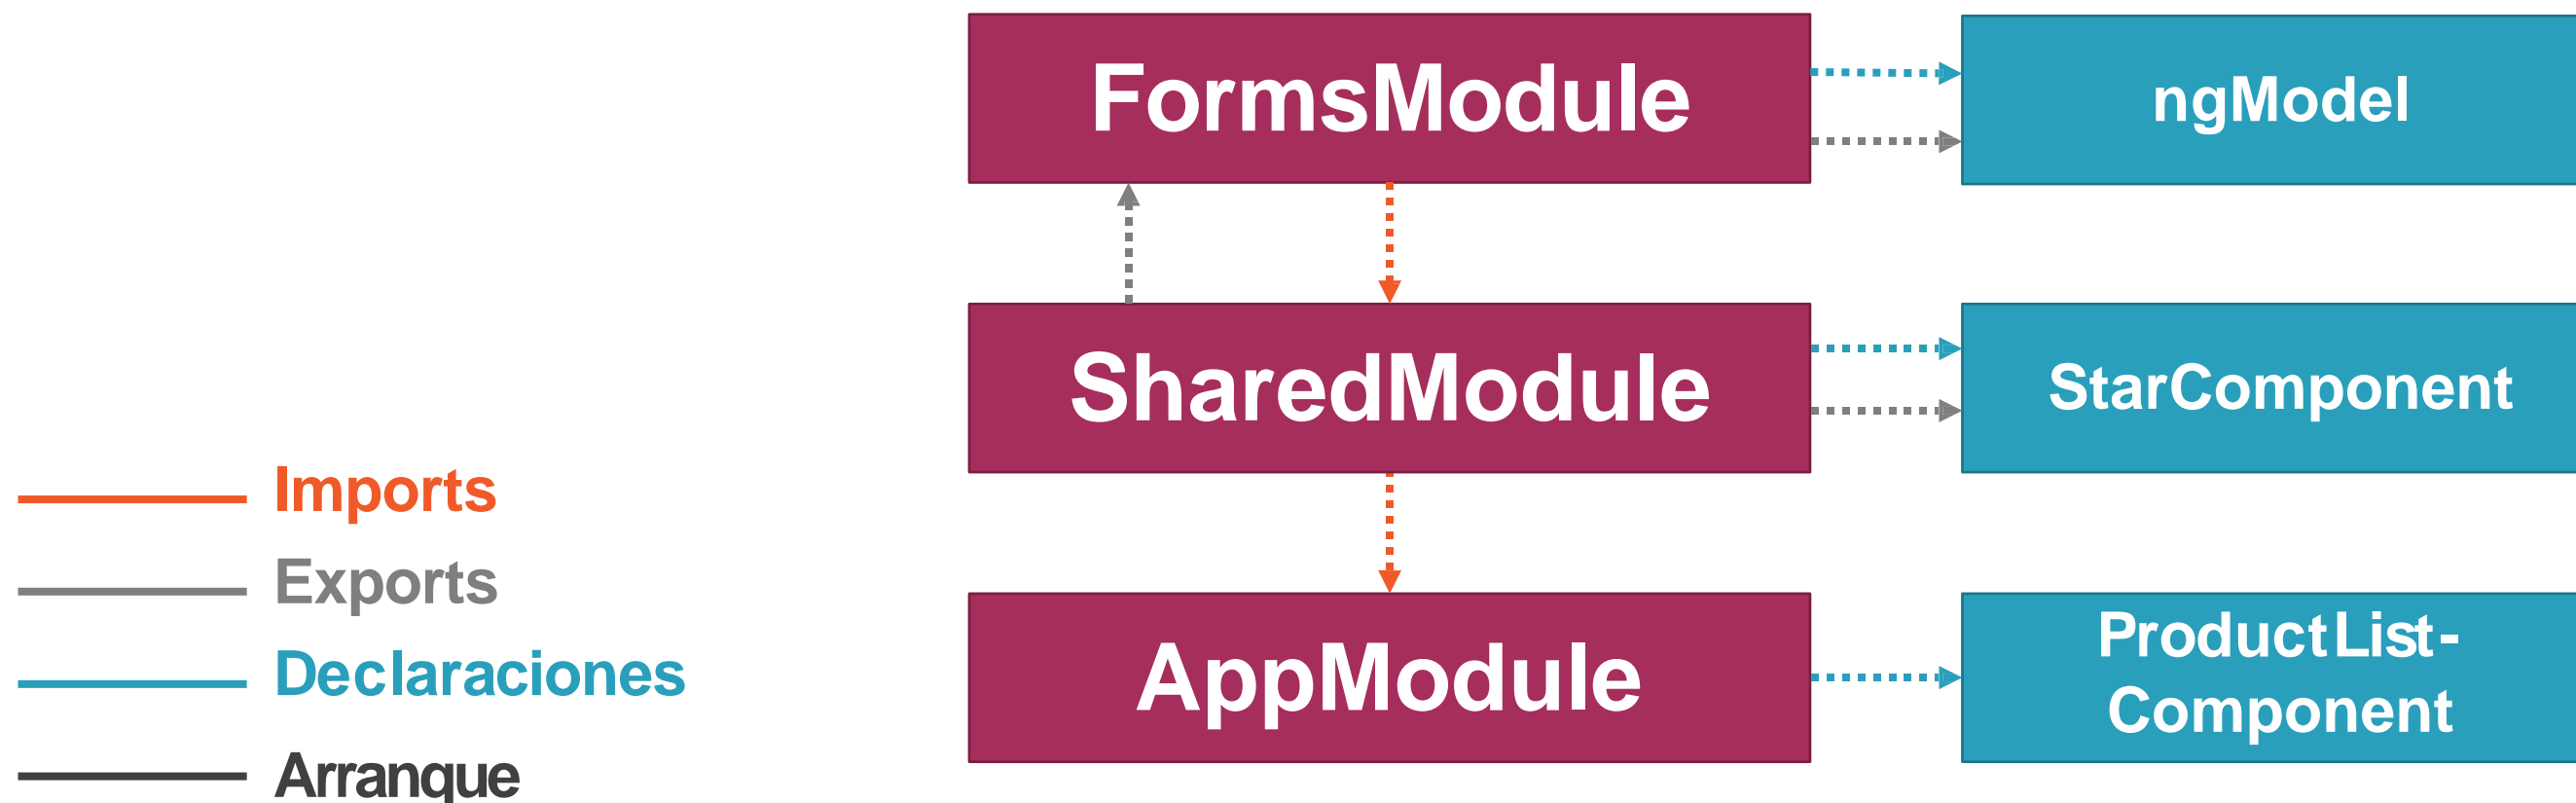 FormsModule
ngModel
SharedModule
StarComponent
Imports
Exports
Declaraciones
Arranque
AppModule
ProductList-
Component